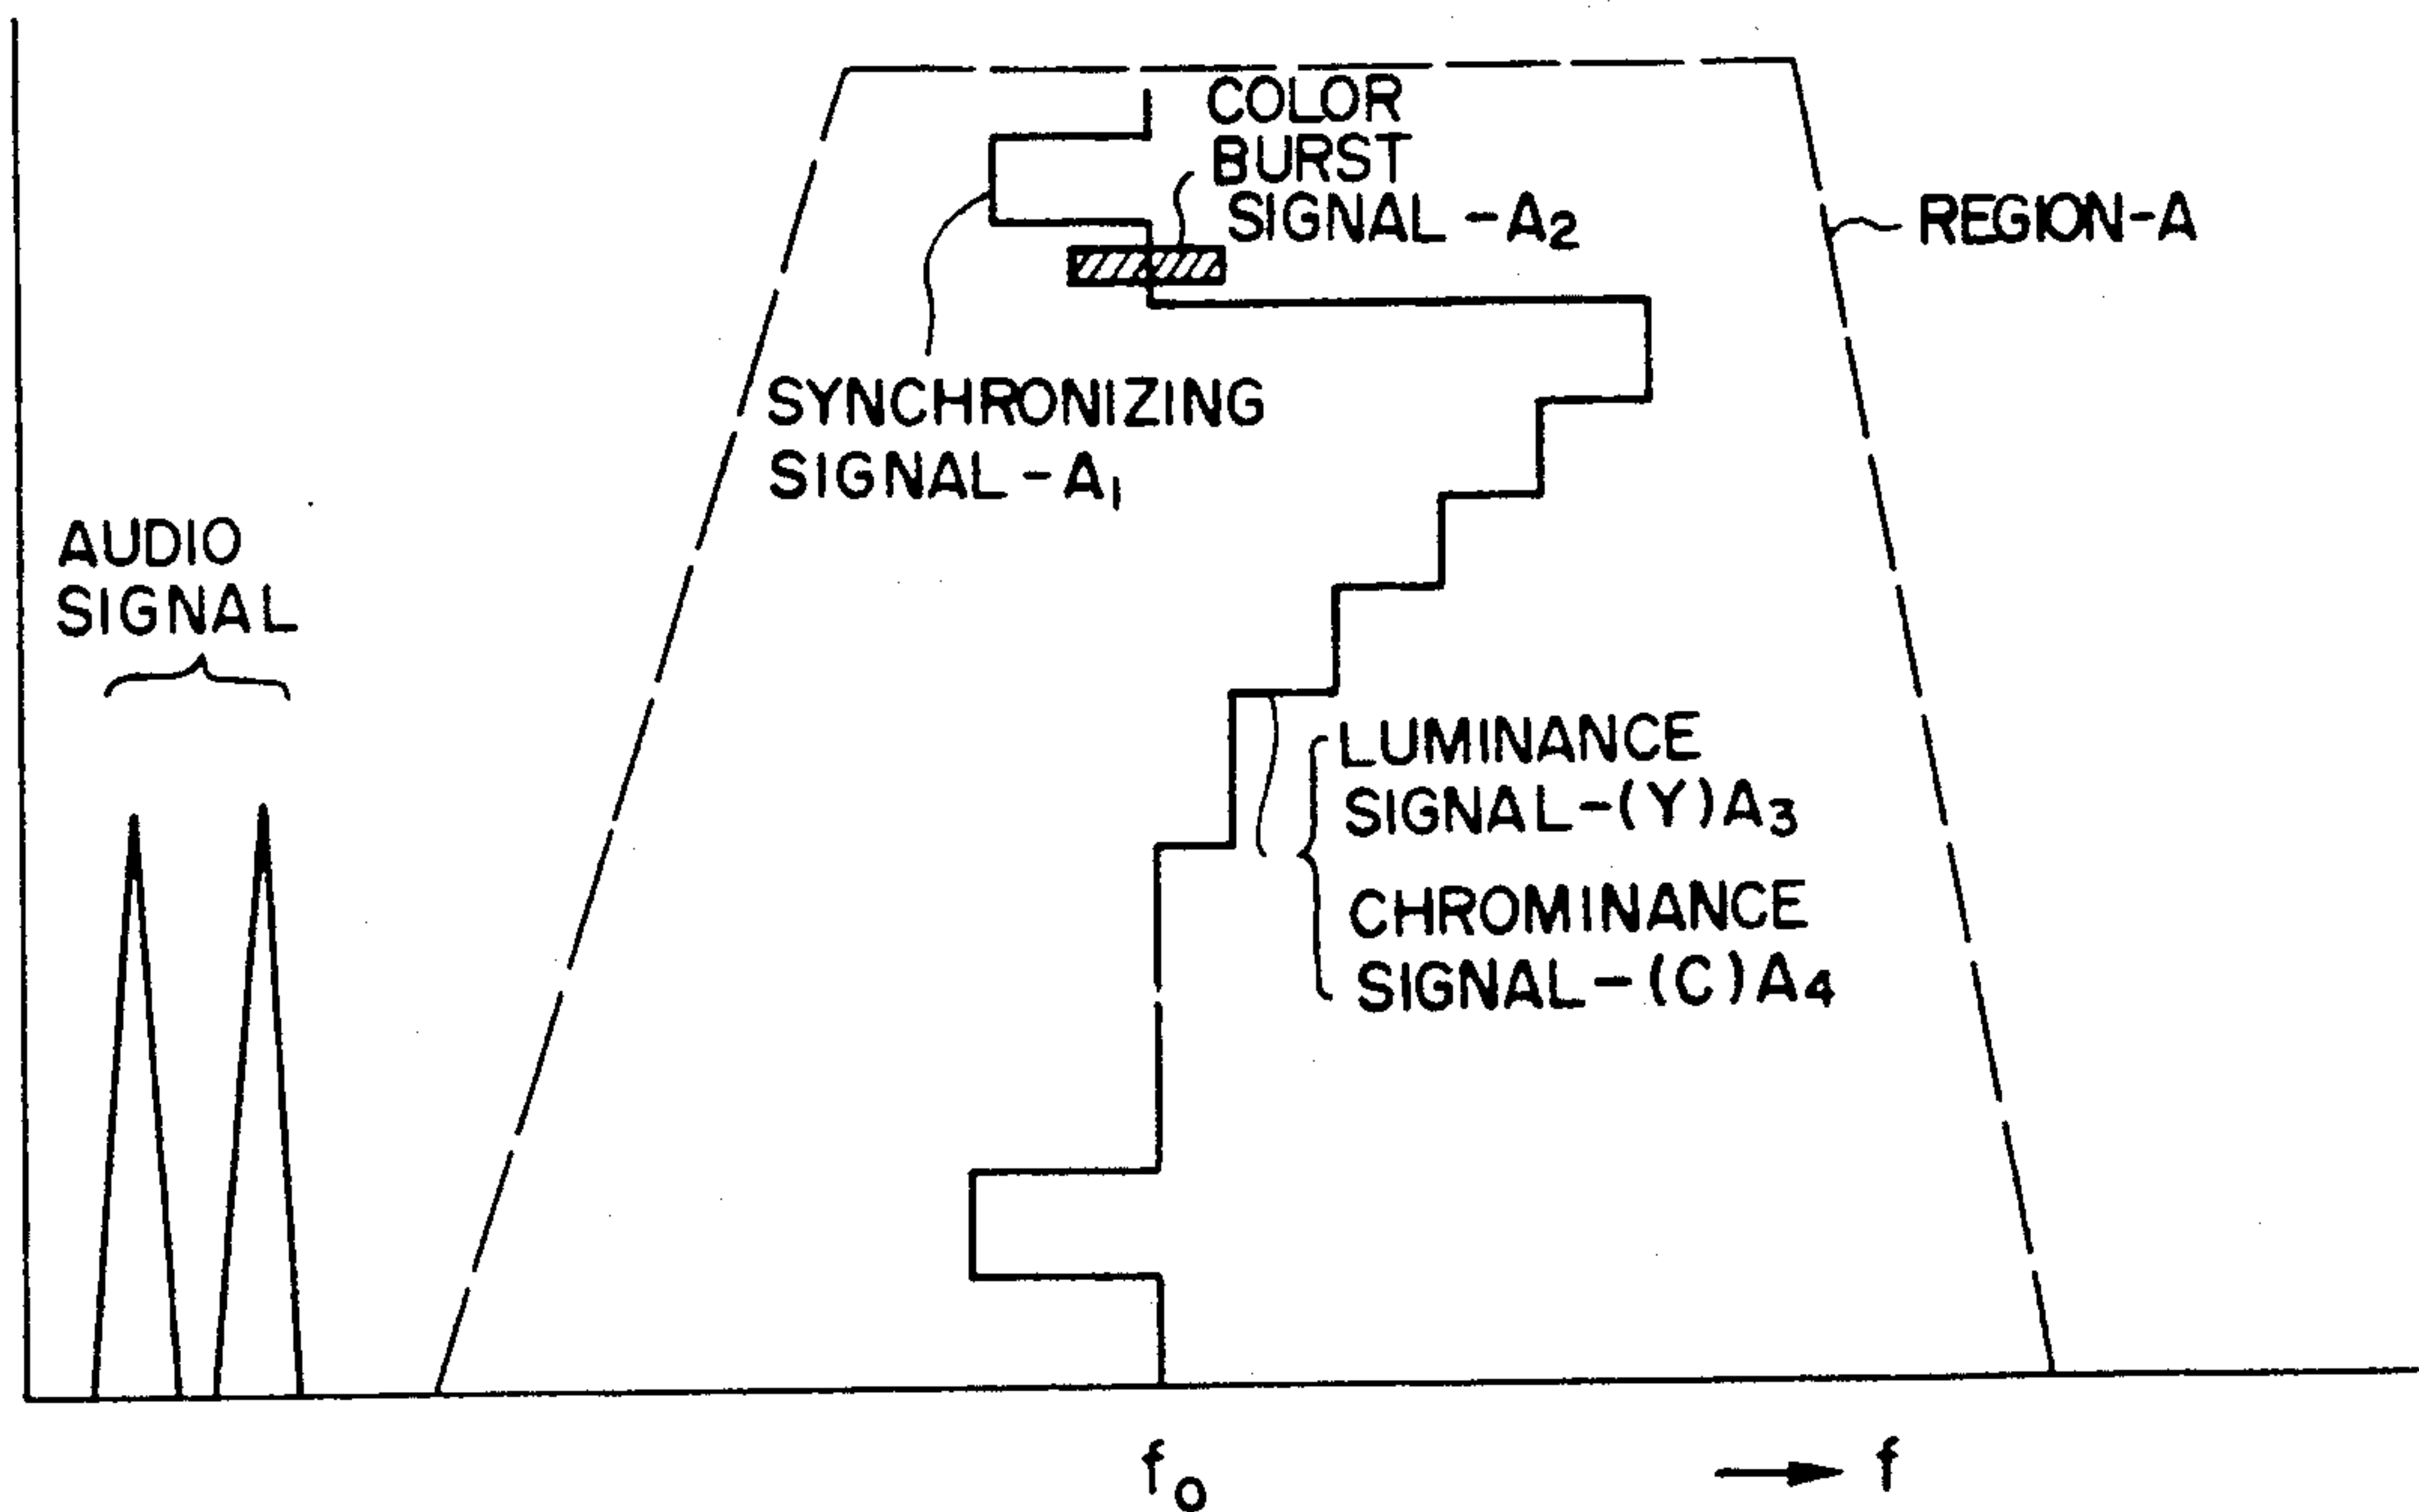 COLOR
BURST
SIGNAL-A₂
REGION-A
SYNCHRONIZING
SIGNAL-A₁
AUDIO
SIGNAL
LUMINANCE
SIGNAL-(Y)A₃
CHROMINANCE
SIGNAL-(C)A₄
f₀
f